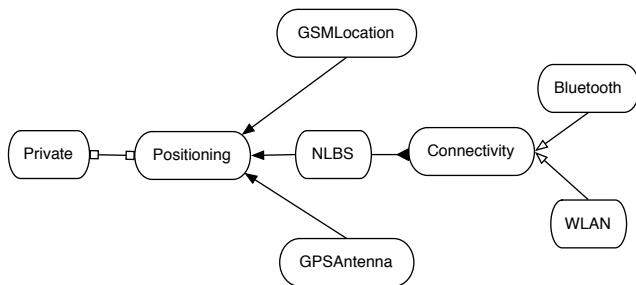 GSMLocation
Bluetooth
Private
Positioning
NLBS
Connectivity
WLAN
GPSAntenna